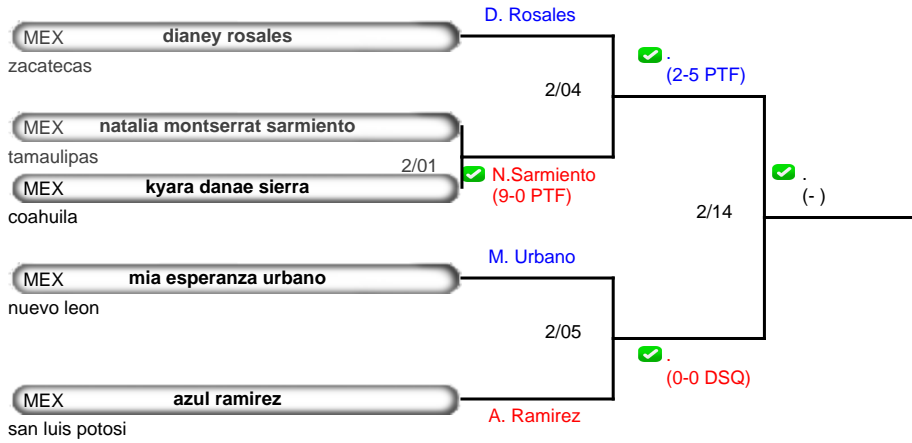 D. Rosales
MEX dianey rosales
zacatecas
.
(2-5 PTF)
2/04
MEX natalia montserrat sarmiento
tamaulipas
2/01
N.Sarmiento
(9-0 PTF)
MEX kyara danae sierra
coahuila
.
(- )
2/14
M. Urbano
MEX mia esperanza urbano
nuevo leon
2/05
.
(0-0 DSQ)
MEX azul ramirez
A. Ramirez
san luis potosi